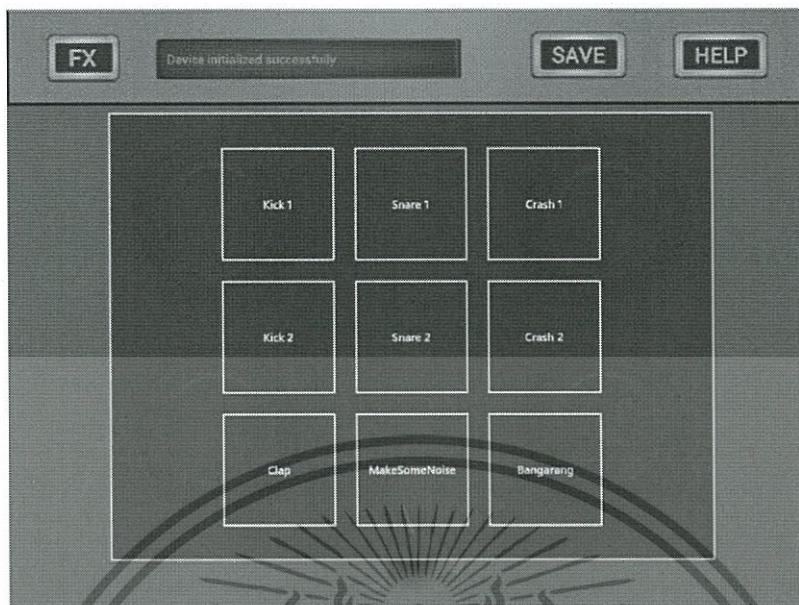 FX
Device initialized successfully
SAVE
HELP
Kick 1
Snare 1
Crash 1
Kick 2
Snare 2
Crash 2
Clap
MakeSomeNoise
Bangarang